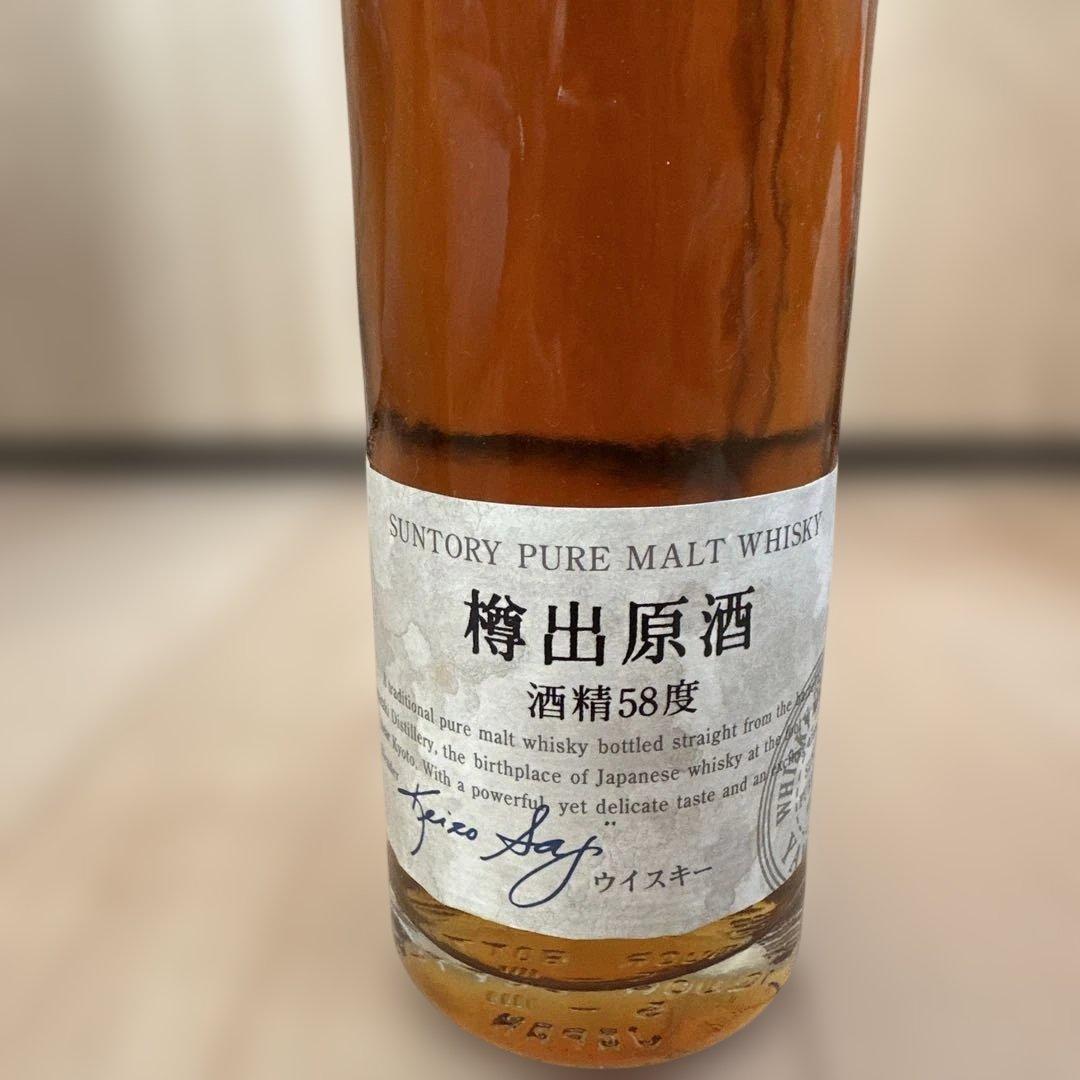 SUNTORY PURE MALT WHISKY
樽出原酒
酒精58度
traditional pure malt whisky bottled straight from the
Distillery, the birthplace of Japanese whisky at the
Kyoto. With a powerful, yet delicate taste and an
Keizo Saji
ウイスキー